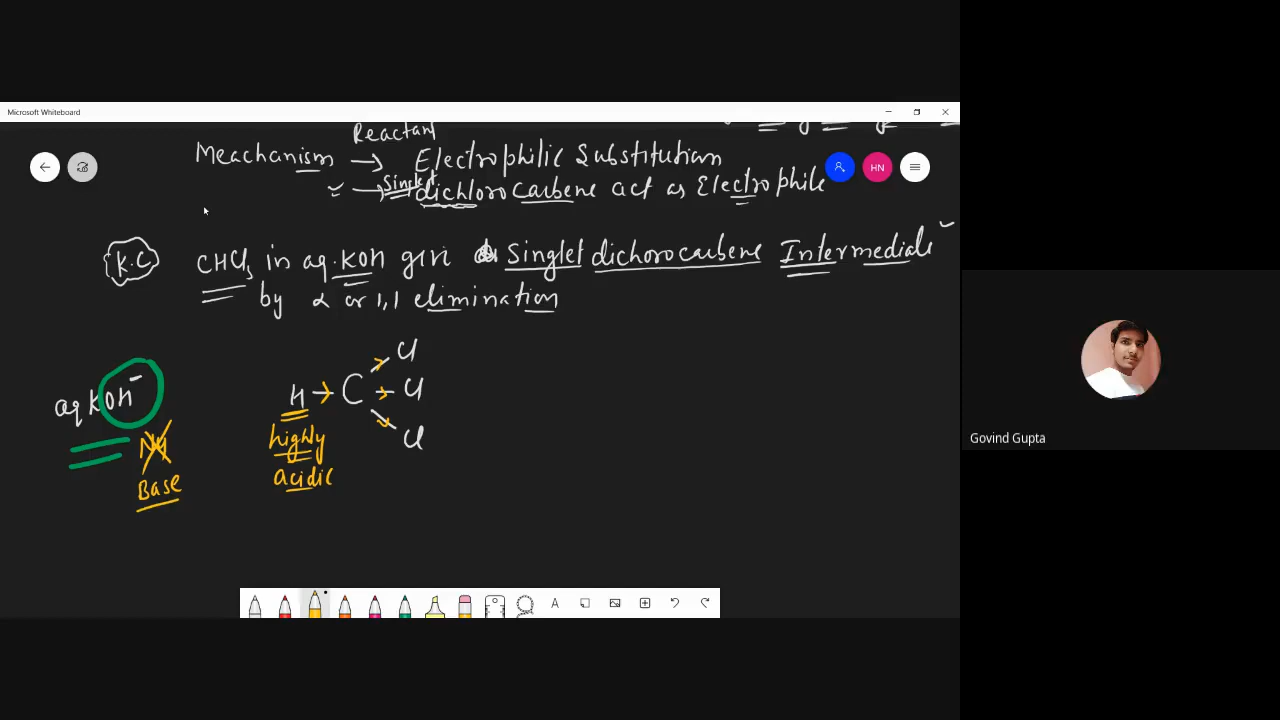 Microsoft Whiteboard
Reactant
Meachanism → Electrophilic Substitution
→ Singlet dichlorocarbene act as Electrophile
HN
K.C CHCl3 in aq. KOH give Singlet dichorocarbene Intermediate
by α or 1,1 elimination
Cl
aq KOH⁻ H → C Cl
Cl
highly
acidic
Base
Govind Gupta
A